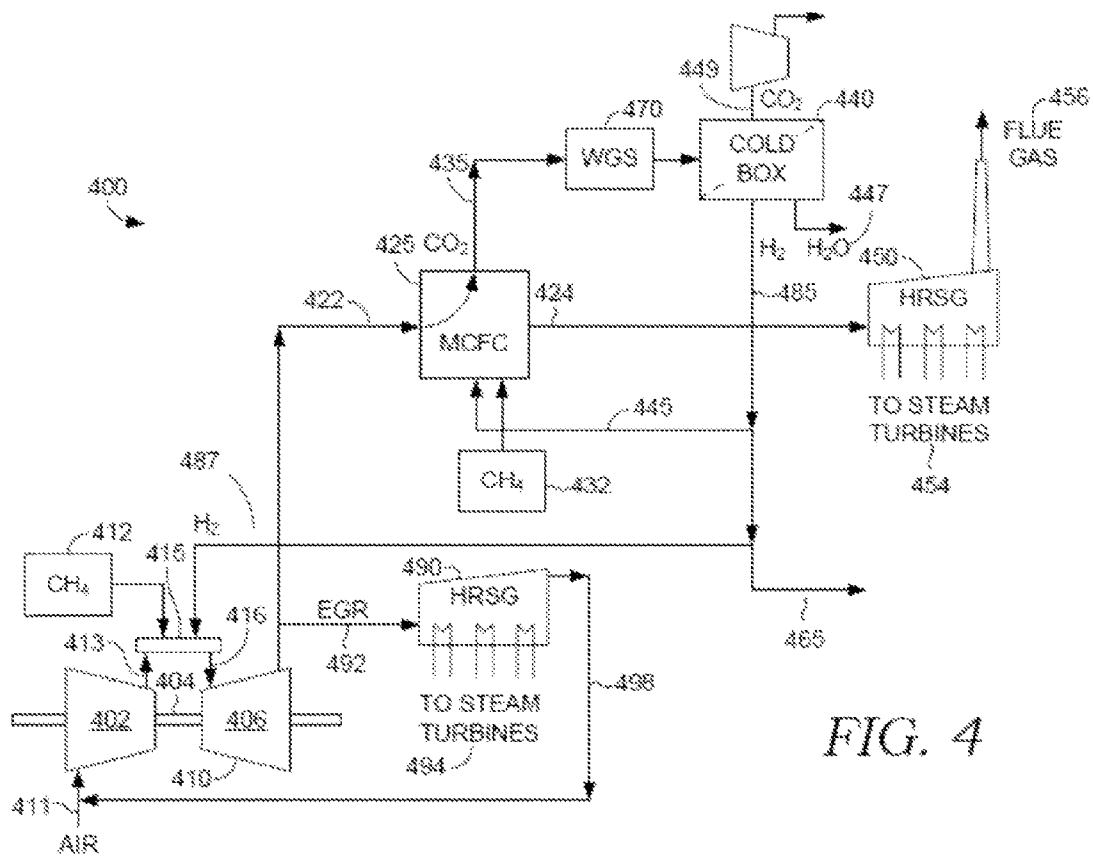 449
CO₂
440
470
WGS
COLD
BOX
456
FLUE
GAS
435
400
425
CO₂
H₂
H₂O
447
450
HRSG
422
MCFC
424
485
TO STEAM
TURBINES
454
445
CH₄
432
487
H₂
412
CH₄
415
416
413
404
EGR
492
490
HRSG
465
402
406
410
TO STEAM
TURBINES
494
498
411
AIR
FIG. 4